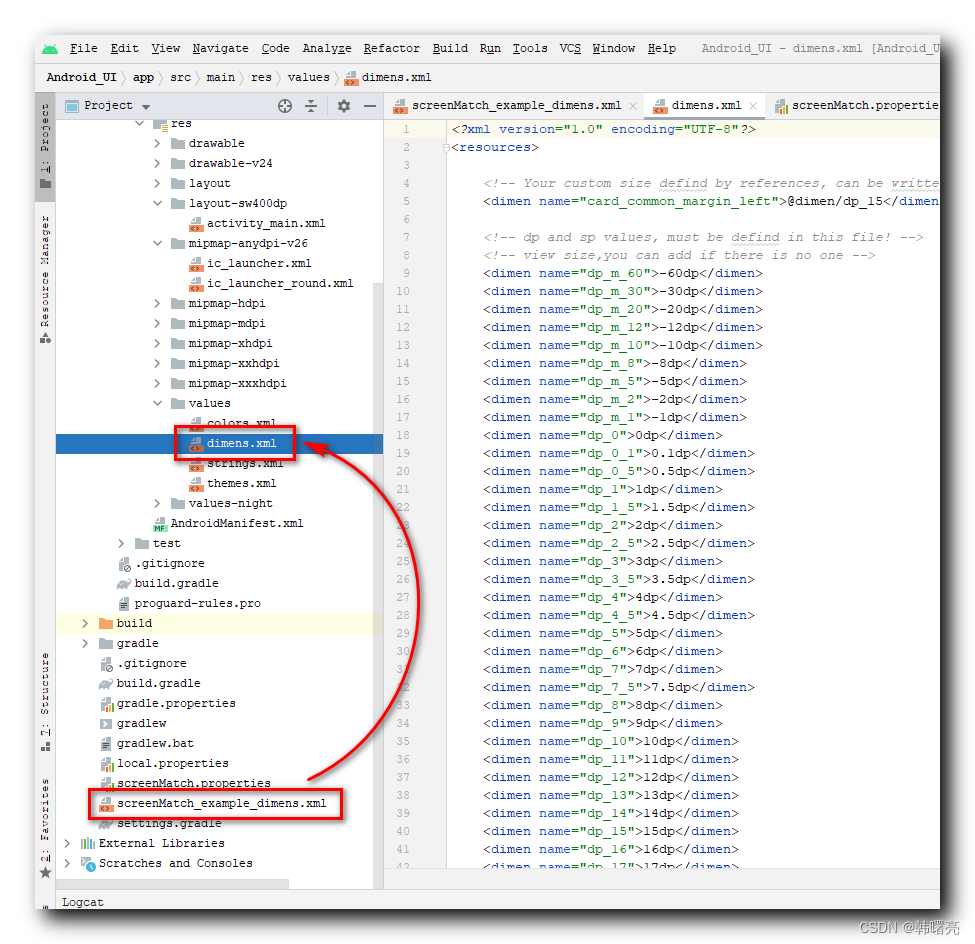 File Edit View Navigate Code Analyze Refactor Build Run Tools VCS Window Help Android_UI - dimens.xml [Android_U
Android_UI app src main res values dimens.xml
Project
screenMatch_example_dimens.xml dimens.xml screenMatch.propertie
1: Project
Resource Manager
7: Structure
2: Favorites
res
drawable
drawable-v24
layout
layout-sw400dp
activity_main.xml
mipmap-anydpi-v26
ic_launcher.xml
ic_launcher_round.xml
mipmap-hdpi
mipmap-mdpi
mipmap-xhdpi
mipmap-xxhdpi
mipmap-xxxhdpi
values
colors.xml
dimens.xml
strings.xml
themes.xml
values-night
AndroidManifest.xml
test
.gitignore
build.gradle
proguard-rules.pro
build
gradle
.gitignore
build.gradle
gradle.properties
gradlew
gradlew.bat
local.properties
screenMatch.properties
screenMatch_example_dimens.xml
settings.gradle
External Libraries
Scratches and Consoles
1 <?xml version="1.0" encoding="UTF-8"?>
2 <resources>
3
4 <!-- Your custom size defind by references, can be writte
5 <dimen name="card_common_margin_left">@dimen/dp_15</dimen
6
7 <!-- dp and sp values, must be defind in this file! -->
8 <!-- view size,you can add if there is no one -->
9 <dimen name="dp_m_60">-60dp</dimen>
10 <dimen name="dp_m_30">-30dp</dimen>
11 <dimen name="dp_m_20">-20dp</dimen>
12 <dimen name="dp_m_12">-12dp</dimen>
13 <dimen name="dp_m_10">-10dp</dimen>
14 <dimen name="dp_m_8">-8dp</dimen>
15 <dimen name="dp_m_5">-5dp</dimen>
16 <dimen name="dp_m_2">-2dp</dimen>
17 <dimen name="dp_m_1">-1dp</dimen>
18 <dimen name="dp_0">0dp</dimen>
19 <dimen name="dp_0_1">0.1dp</dimen>
20 <dimen name="dp_0_5">0.5dp</dimen>
21 <dimen name="dp_1">1dp</dimen>
22 <dimen name="dp_1_5">1.5dp</dimen>
23 <dimen name="dp_2">2dp</dimen>
24 <dimen name="dp_2_5">2.5dp</dimen>
25 <dimen name="dp_3">3dp</dimen>
26 <dimen name="dp_3_5">3.5dp</dimen>
27 <dimen name="dp_4">4dp</dimen>
28 <dimen name="dp_4_5">4.5dp</dimen>
29 <dimen name="dp_5">5dp</dimen>
30 <dimen name="dp_6">6dp</dimen>
<dimen name="dp_7">7dp</dimen>
<dimen name="dp_7_5">7.5dp</dimen>
33 <dimen name="dp_8">8dp</dimen>
34 <dimen name="dp_9">9dp</dimen>
35 <dimen name="dp_10">10dp</dimen>
36 <dimen name="dp_11">11dp</dimen>
37 <dimen name="dp_12">12dp</dimen>
38 <dimen name="dp_13">13dp</dimen>
39 <dimen name="dp_14">14dp</dimen>
40 <dimen name="dp_15">15dp</dimen>
41 <dimen name="dp_16">16dp</dimen>
42 <dimen name="dp_17">17dp</dimen>
Logcat
CSDN @韩曙亮